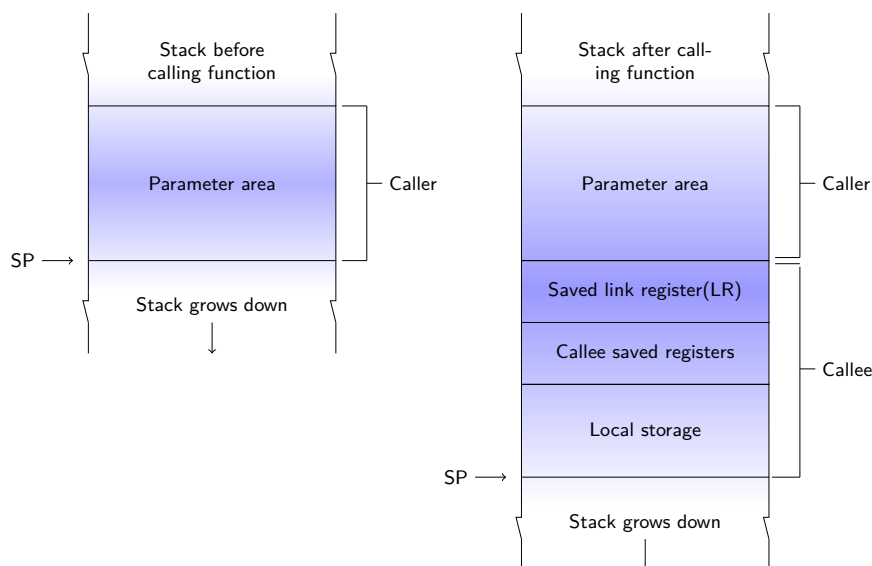 Stack before
calling function
Parameter area
Caller
SP
Stack grows down
Stack after call-
ing function
Parameter area
Caller
Saved link register(LR)
Callee saved registers
Callee
Local storage
SP
Stack grows down